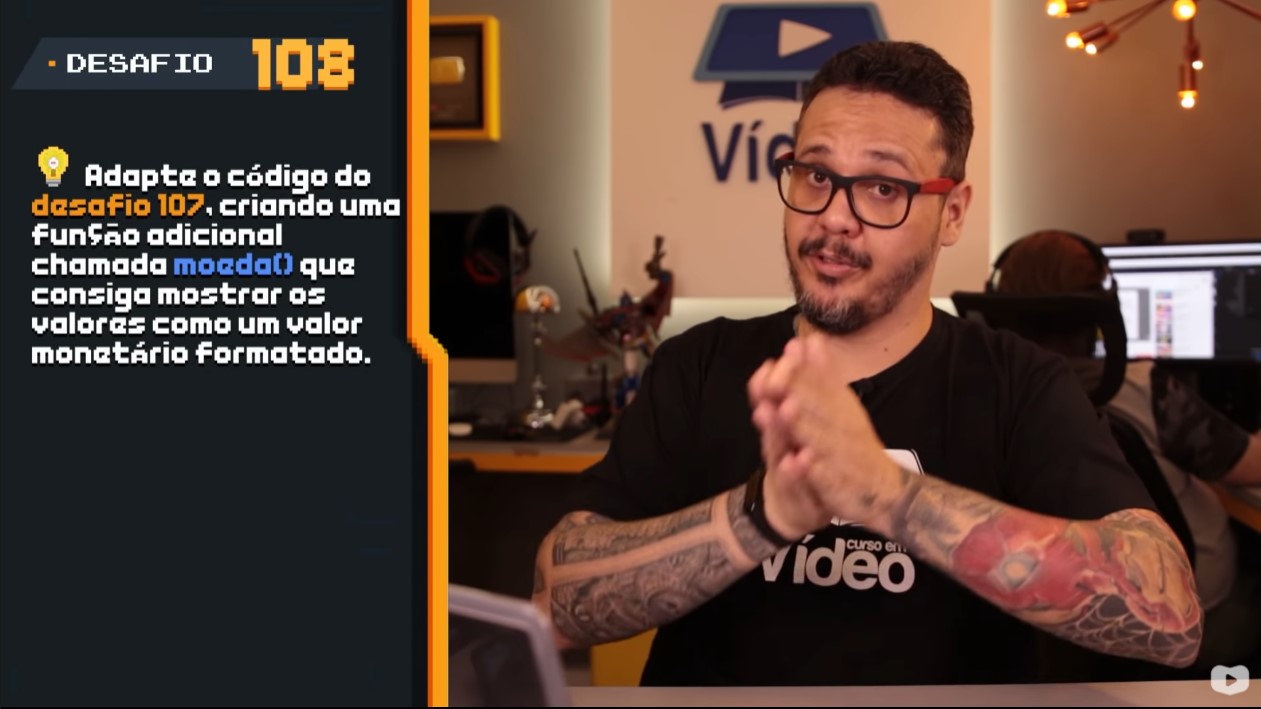 DESAFIO 108
Adapte o código do
desafio 107, criando uma
função adicional
chamada moeda() que
consiga mostrar os
valores como um valor
monetário formatado.
Víd
curso em
Vídeo